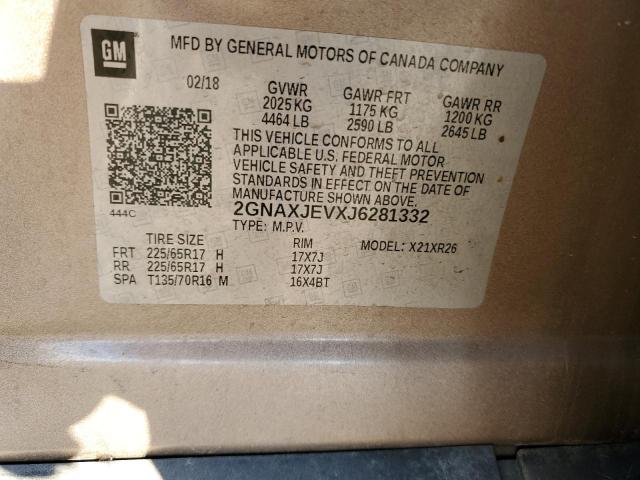 GM
MFD BY GENERAL MOTORS OF CANADA COMPANY
02/18 GVWR GAWR FRT GAWR RR
2025 KG 1175 KG 1200 KG
4464 LB 2590 LB 2645 LB
THIS VEHICLE CONFORMS TO ALL
APPLICABLE U.S. FEDERAL MOTOR
VEHICLE SAFETY AND THEFT PREVENTION
STANDARDS IN EFFECT ON THE DATE OF
MANUFACTURE SHOWN ABOVE.
444C 2GNAXJEVXJ6281332
TYPE: M.P.V.
TIRE SIZE RIM MODEL: X21XR26
FRT 225/65R17 H 17X7J
RR 225/65R17 H 17X7J
SPA T135/70R16 M 16X4BT